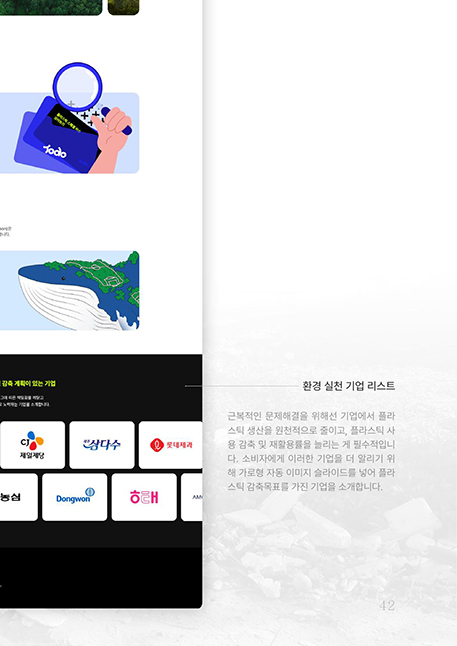 todo
감축 계획이 있는 기업
환경 실천 기업 리스트
근복적인 문제해결을 위해선 기업에서 플라
스틱 생산을 원천적으로 줄이고, 플라스틱 사
용 감축 및 재활용률을 늘리는 게 필수적입니
다. 소비자에게 이러한 기업을 더 알리기 위
해 가로형 자동 이미지 슬라이드를 넣어 플라
스틱 감축목표를 가진 기업을 소개합니다.
CJ
제일제당
삼다수
롯데제과
농심
Dongwon
해태
42